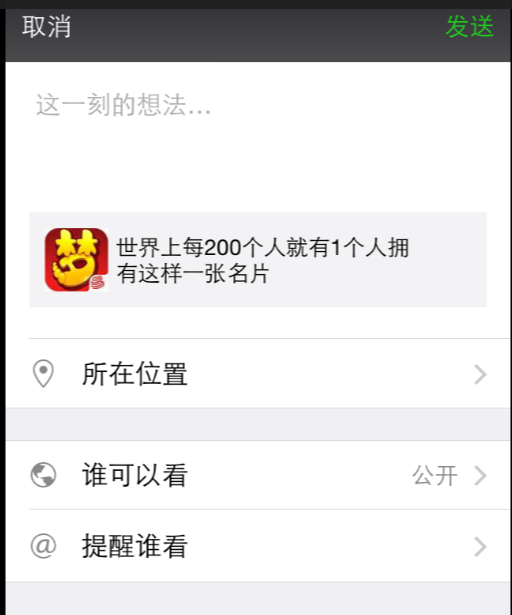 取消
发送
这一刻的想法...
梦
世界上每200个人就有1个人拥
有这样一张名片
所在位置
谁可以看
公开
@
提醒谁看